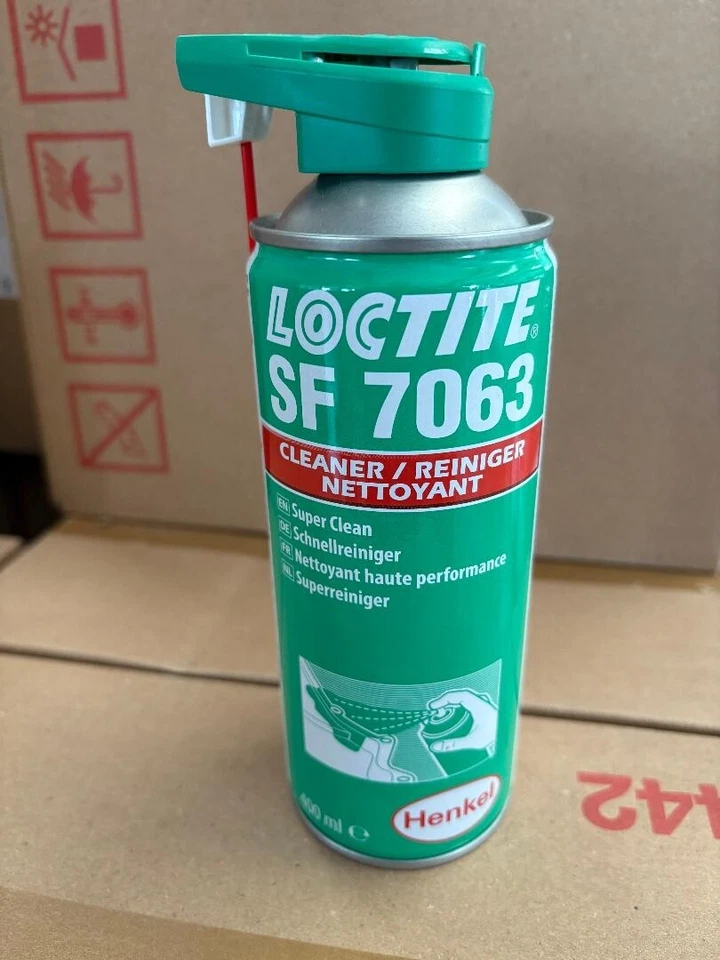 LOCTITE®
SF 7063
CLEANER / REINIGER
NETTOYANT
EN Super Clean
DE Schnellreiniger
FR Nettoyant haute performance
NL Superreiniger
400 ml ℮
Henkel
442